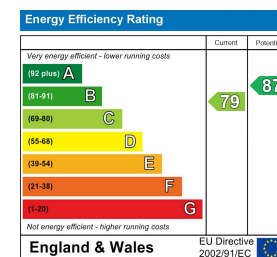 Energy Efficiency Rating
Current Potenti
Very energy efficient - lower running costs
(92 plus) A
(81-91) B
(69-80) C
(55-68) D
(39-54) E
(21-38) F
(1-20) G
79
87
Not energy efficient - higher running costs
England & Wales
EU Directive
2002/91/EC